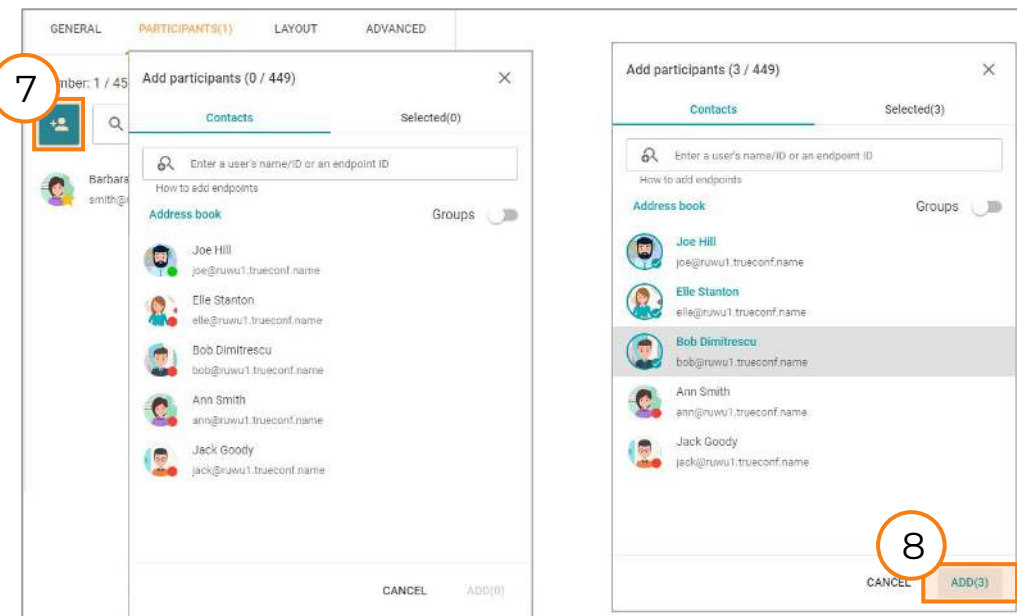 GENERAL PARTICIPANTS(1) LAYOUT ADVANCED
7
mber: 1 / 45
Barbara
smith@
Add participants (0 / 449)
Contacts Selected(0)
Enter a user's name/ID or an endpoint ID
How to add endpoints
Address book Groups
Joe Hill
joe@ruwu1.trueconf.name
Elle Stanton
elle@ruwu1.trueconf.name
Bob Dimitrescu
bob@ruwu1.trueconf.name
Ann Smith
ann@ruwu1.trueconf.name
Jack Goody
jack@ruwu1.trueconf.name
CANCEL ADD(0)
Add participants (3 / 449)
Contacts Selected(3)
Enter a user's name/ID or an endpoint ID
How to add endpoints
Address book Groups
Joe Hill
joe@ruwu1.trueconf.name
Elle Stanton
elle@ruwu1.trueconf.name
Bob Dimitrescu
bob@ruwu1.trueconf.name
Ann Smith
ann@ruwu1.trueconf.name
Jack Goody
jack@ruwu1.trueconf.name
8
CANCEL ADD(3)